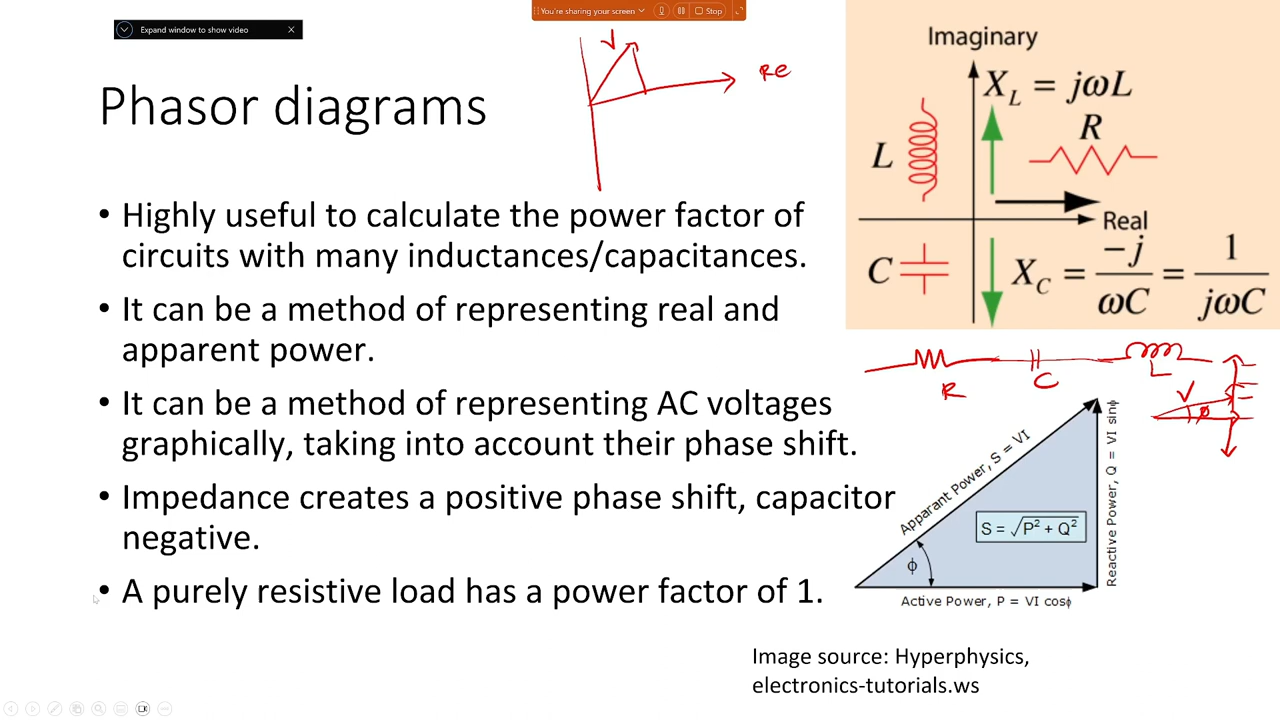 You're sharing your screen
Stop
Expand window to show video
V
Re
Phasor diagrams
• Highly useful to calculate the power factor of
circuits with many inductances/capacitances.
• It can be a method of representing real and
apparent power.
• It can be a method of representing AC voltages
graphically, taking into account their phase shift.
• Impedance creates a positive phase shift, capacitor
negative.
• A purely resistive load has a power factor of 1.
Imaginary
X_L = jωL
R
L
Real
C
X_C = -j/ωC = 1/jωC
R
C
L
V
ϕ
Apparant Power, S = VI
S = √P² + Q²
Reactive Power, Q = VI sinϕ
ϕ
Active Power, P = VI cosϕ
Image source: Hyperphysics,
electronics-tutorials.ws